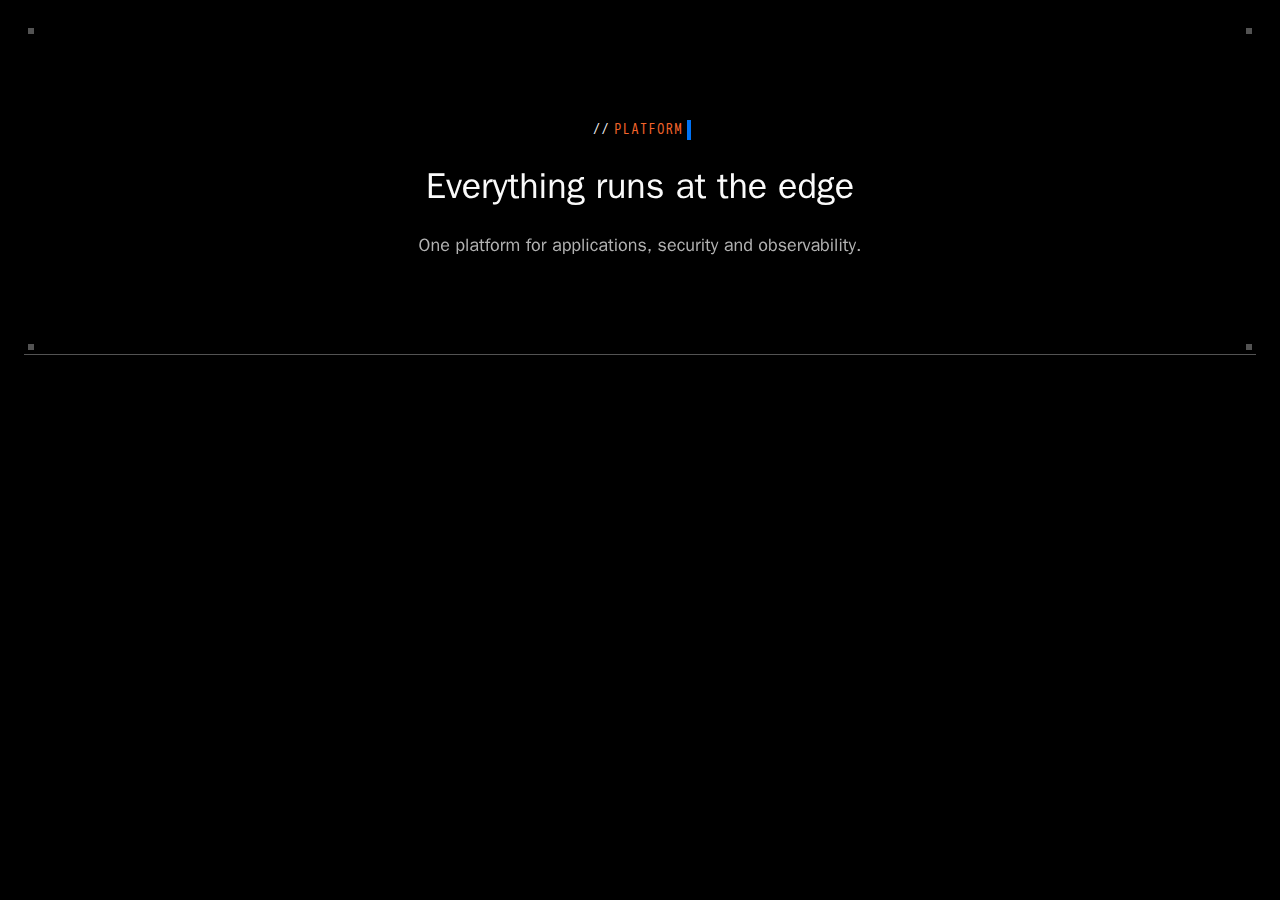 // PLATFORM
Everything runs at the edge
One platform for applications, security and observability.